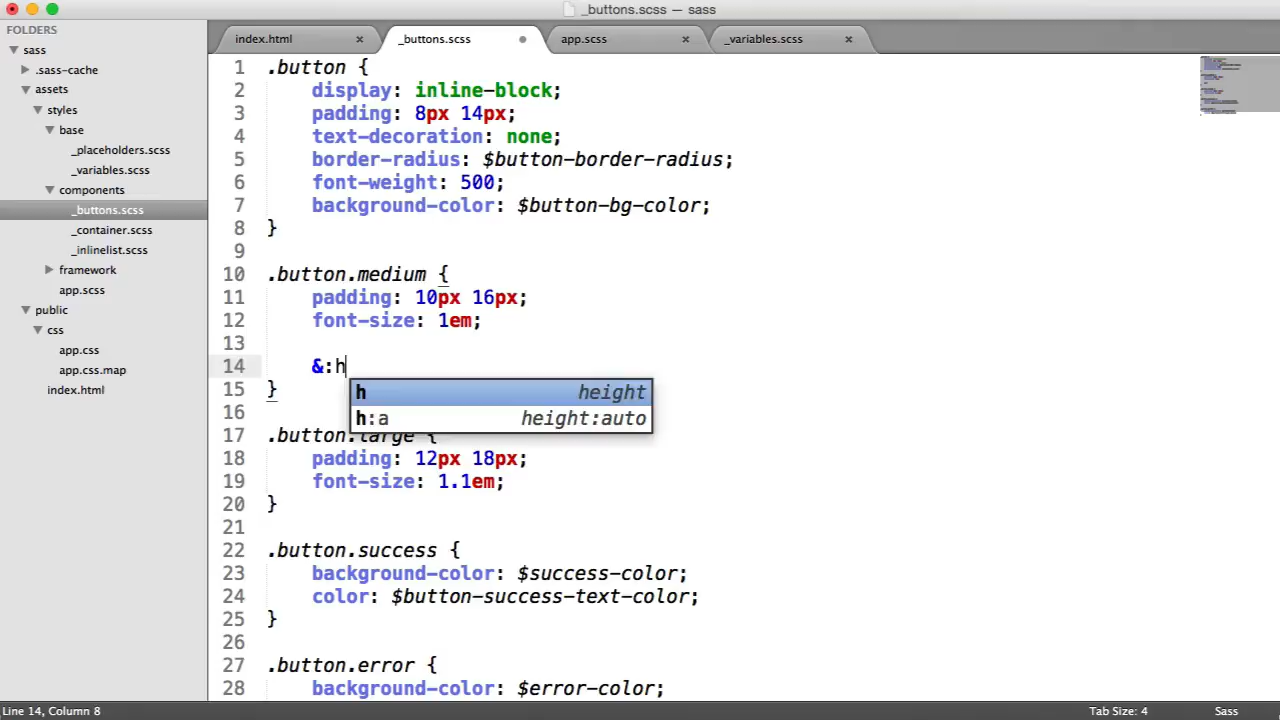 _buttons.scss — sass
FOLDERS
sass
.sass-cache
assets
styles
base
_placeholders.scss
_variables.scss
components
_buttons.scss
_container.scss
_inlinelist.scss
framework
app.scss
public
css
app.css
app.css.map
index.html
index.html × _buttons.scss app.scss × _variables.scss ×
1 .button {
2 display: inline-block;
3 padding: 8px 14px;
4 text-decoration: none;
5 border-radius: $button-border-radius;
6 font-weight: 500;
7 background-color: $button-bg-color;
8 }
9
10 .button.medium {
11 padding: 10px 16px;
12 font-size: 1em;
13
14 &:h
15 }
h height
h:a height:auto
16
17 .button.large {
18 padding: 12px 18px;
19 font-size: 1.1em;
20 }
21
22 .button.success {
23 background-color: $success-color;
24 color: $button-success-text-color;
25 }
26
27 .button.error {
28 background-color: $error-color;
Line 14, Column 8 Tab Size: 4 Sass